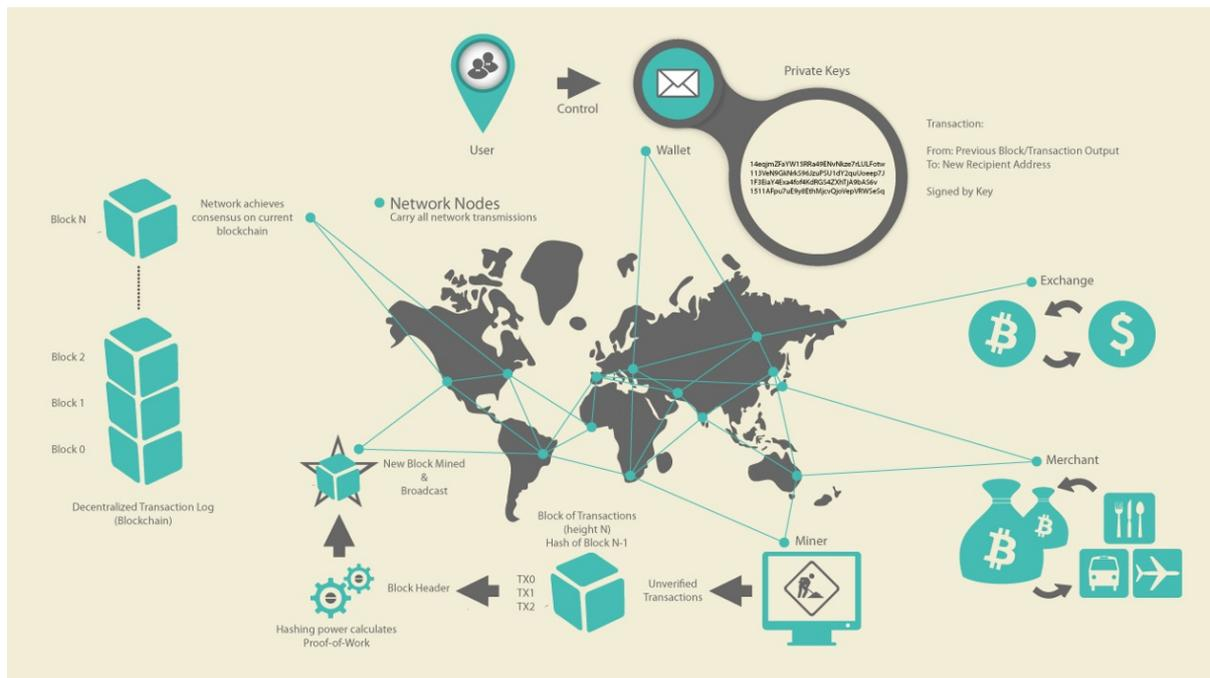 Private Keys
Control
User
Wallet
Transaction:
From: Previous Block/Transaction Output
To: New Recipient Address
Signed by Key
Block N
Network achieves
consensus on current
blockchain
Network Nodes
Carry all network transmissions
Exchange
Block 2
Block 1
Block 0
Decentralized Transaction Log
(Blockchain)
New Block Mined
&
Broadcast
Merchant
Block of Transactions
(height N)
Hash of Block N-1
Miner
Block Header
TX0
TX1
TX2
Unverified
Transactions
Hashing power calculates
Proof-of-Work